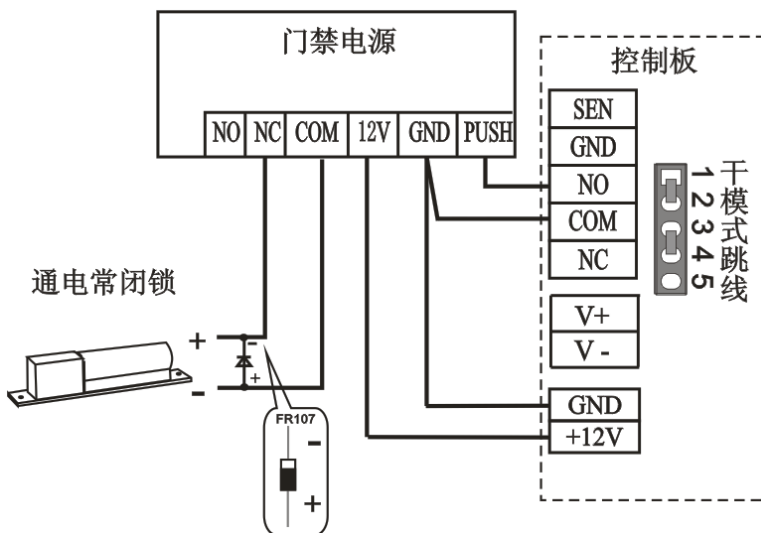 门禁电源
NO NC COM 12V GND PUSH
控制板
SEN
GND
NO
COM
NC
V+
V -
GND
+12V
1 2 3 4 5
干模式跳线
通电常闭锁
+
-
-
+
FR107
-
+